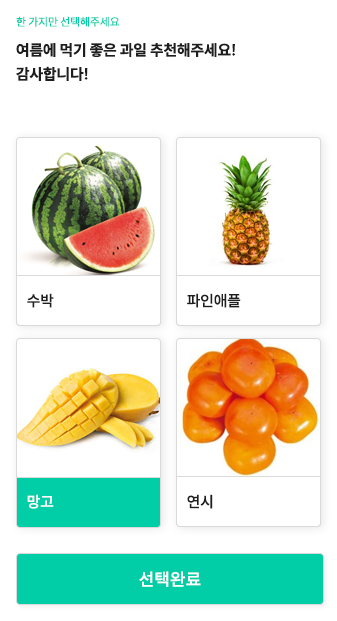 한 가지만 선택해주세요
여름에 먹기 좋은 과일 추천해주세요!
감사합니다!
수박
파인애플
망고
연시
선택완료